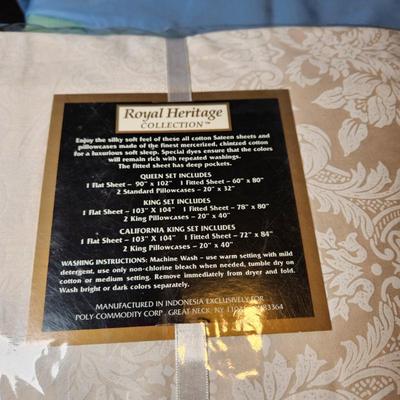 Royal Heritage
COLLECTION™
Enjoy the silky soft feel of these all cotton Sateen sheets and
pillowcases made of the finest mercerized, chintzed cotton
for a luxurious soft sleep. Special dyes ensure that the colors
will remain rich with repeated washings.
The fitted sheet has deep pockets.
QUEEN SET INCLUDES
1 Flat Sheet – 90" x 102" 1 Fitted Sheet – 60" x 80"
2 Standard Pillowcases – 20" x 32"
KING SET INCLUDES
1 Flat Sheet – 103" X 104" 1 Fitted Sheet – 78" x 80"
2 King Pillowcases – 20" x 40"
CALIFORNIA KING SET INCLUDES
1 Flat Sheet – 103" X 104" 1 Fitted Sheet – 72" x 84"
2 King Pillowcases – 20" x 40"
WASHING INSTRUCTIONS: Machine Wash – use warm setting with mild
detergent, use only non-chlorine bleach when needed, tumble dry on
cotton or medium setting. Remove immediately from dryer and fold.
Wash bright or dark colors separately.
MANUFACTURED IN INDONESIA EXCLUSIVELY FOR
POLY-COMMODITY CORP. GREAT NECK, NY